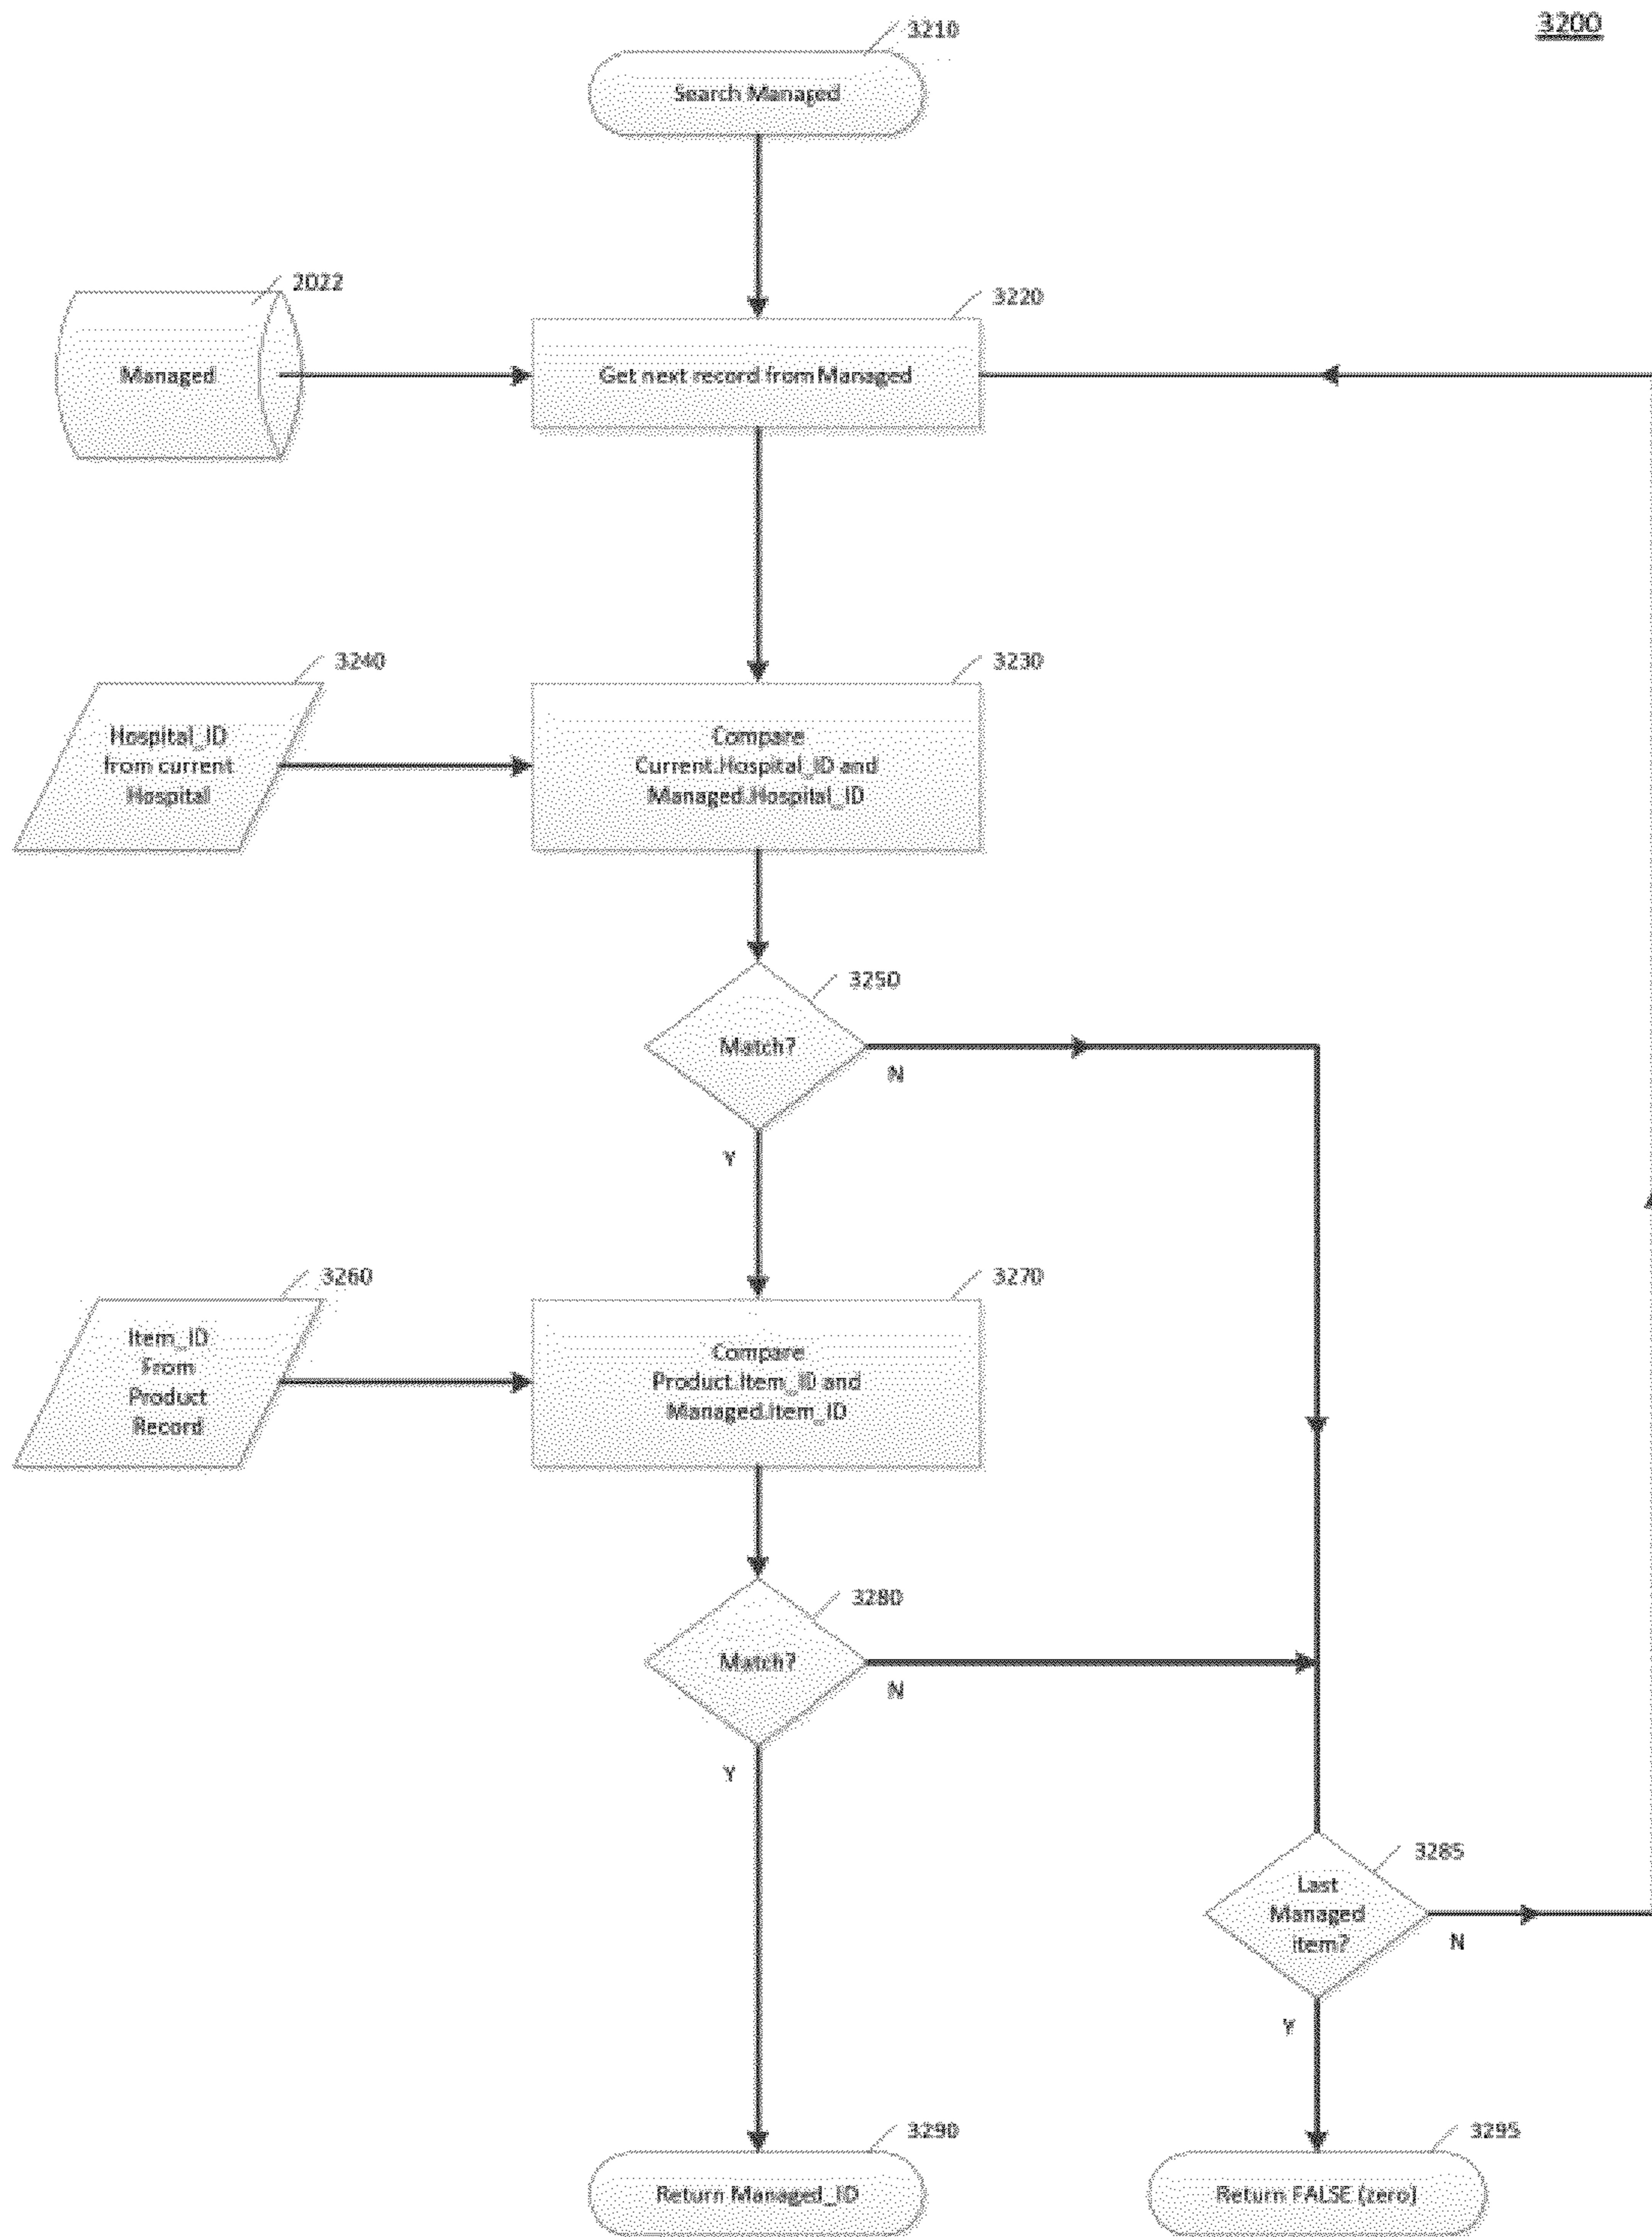 3200
3210
Search Managed
2022
Managed
3220
Get next record from Managed
3240
Hospital_ID
from current
Hospital
3230
Compare
Current.Hospital_ID and
Managed.Hospital_ID
3250
Match?
N
Y
3260
Item_ID
From
Product
Record
3270
Compare
Product.Item_ID and
Managed.Item_ID
3280
Match?
N
Y
3285
Last
Managed
item?
N
Y
3290
Return Managed_ID
3295
Return FALSE (zero)